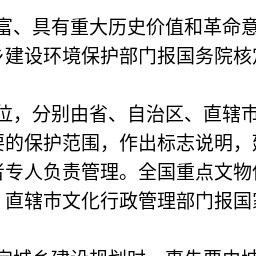 富、具有重大历史价值和革命意
乡建设环境保护部门报国务院核定
位，分别由省、自治区、直辖市
要的保护范围，作出标志说明，建
者专人负责管理。全国重点文物保
直辖市文化行政管理部门报国家